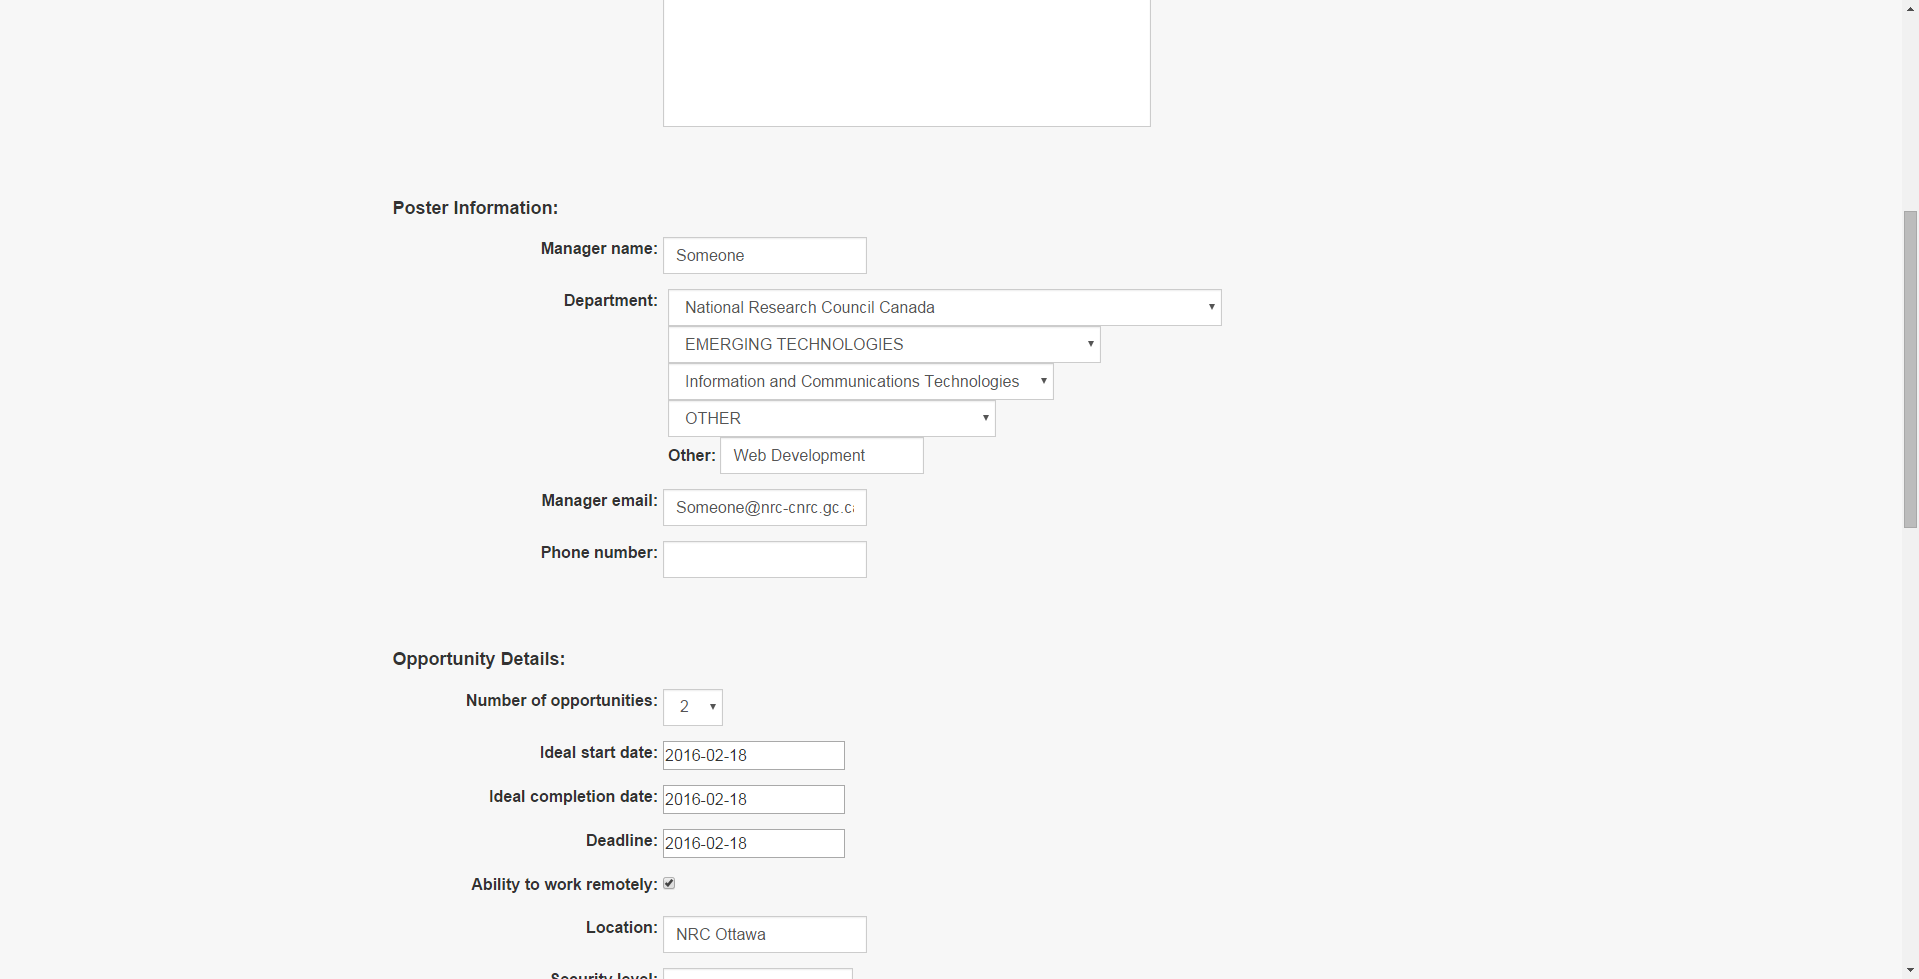 Poster Information:
Manager name: Someone
Department: National Research Council Canada
EMERGING TECHNOLOGIES
Information and Communications Technologies
OTHER
Other: Web Development
Manager email: Someone@nrc-cnrc.gc.c
Phone number:
Opportunity Details:
Number of opportunities: 2
Ideal start date: 2016-02-18
Ideal completion date: 2016-02-18
Deadline: 2016-02-18
Ability to work remotely:
Location: NRC Ottawa
Security level: